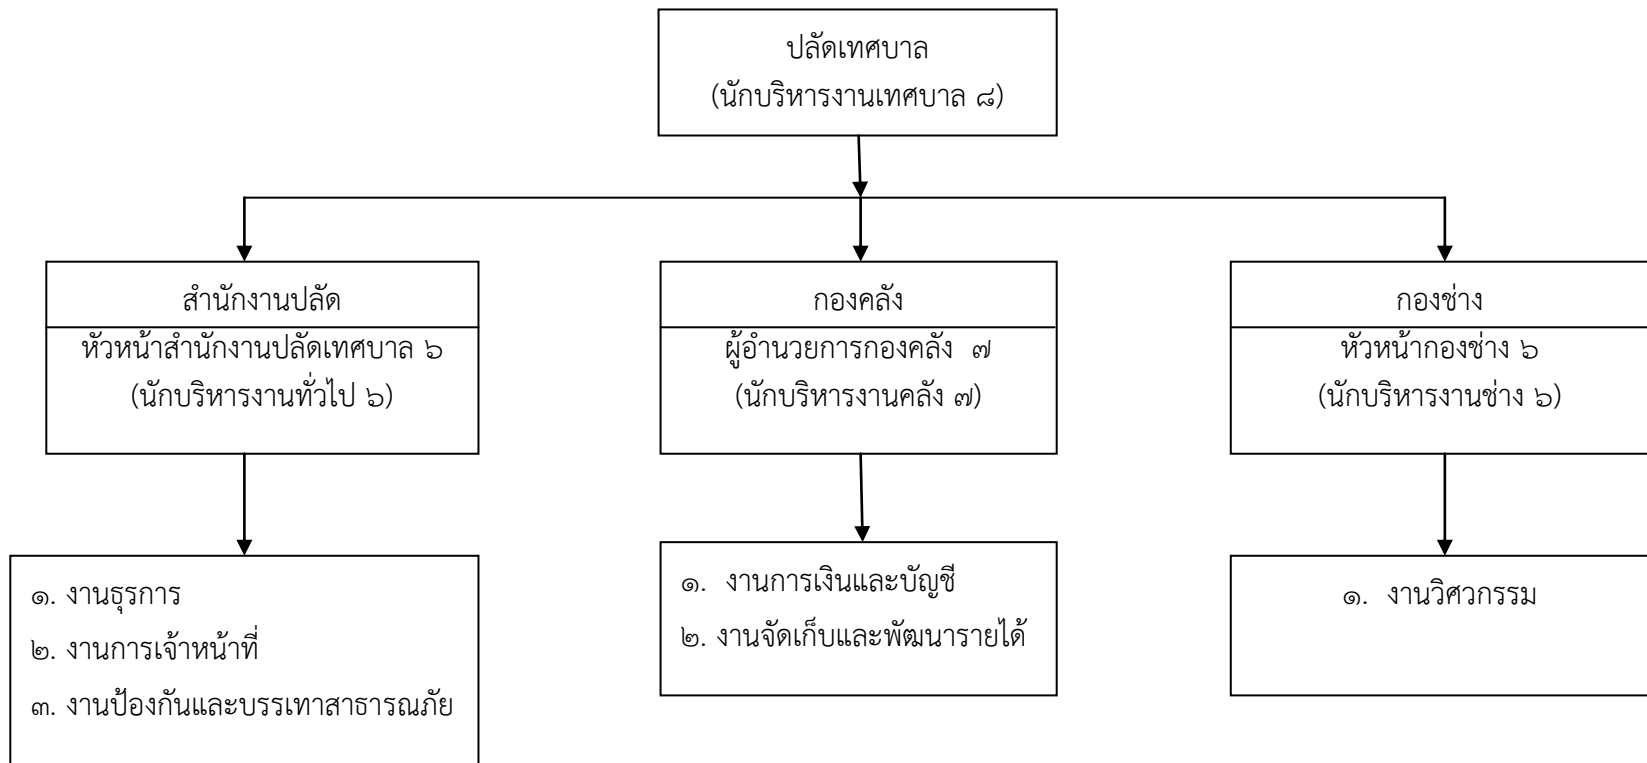 ปลัดเทศบาล
(นักบริหารงานเทศบาล ๘)
สำนักงานปลัด
หัวหน้าสำนักงานปลัดเทศบาล ๖
(นักบริหารงานทั่วไป ๖)
กองคลัง
ผู้อำนวยการกองคลัง ๗
(นักบริหารงานคลัง ๗)
กองช่าง
หัวหน้ากองช่าง ๖
(นักบริหารงานช่าง ๖)
๑. งานธุรการ
๒. งานการเจ้าหน้าที่
๓. งานป้องกันและบรรเทาสาธารณภัย
๑. งานการเงินและบัญชี
๒. งานจัดเก็บและพัฒนารายได้
๑. งานวิศวกรรม